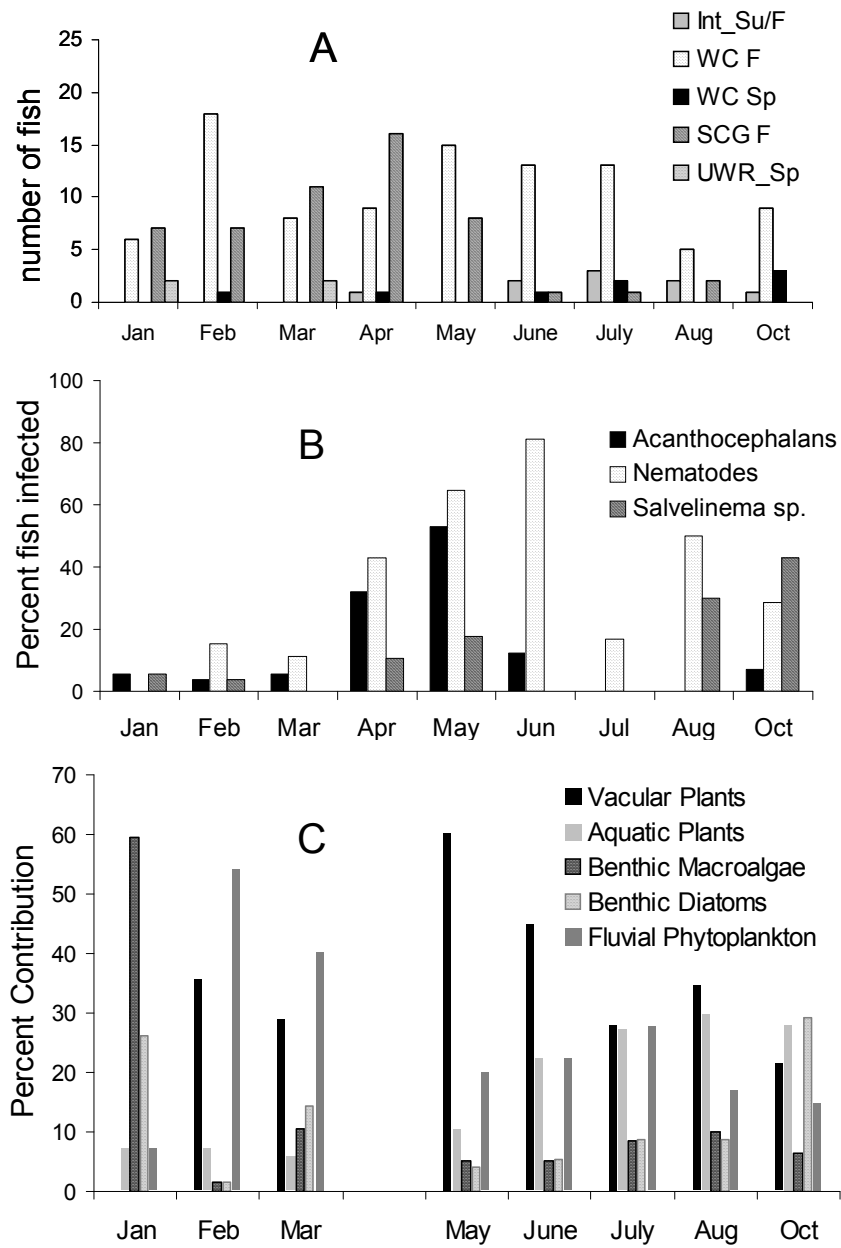 A
number of fish
25
20
15
10
5
0
Int_Su/F
WC F
WC Sp
SCG F
UWR_Sp
Jan Feb Mar Apr May June July Aug Oct
B
Percent fish infected
100
80
60
40
20
0
Acanthocephalans
Nematodes
Salvelinema sp.
Jan Feb Mar Apr May Jun Jul Aug Oct
C
Percent Contribution
70
60
50
40
30
20
10
0
Vacular Plants
Aquatic Plants
Benthic Macroalgae
Benthic Diatoms
Fluvial Phytoplankton
Jan Feb Mar May June July Aug Oct